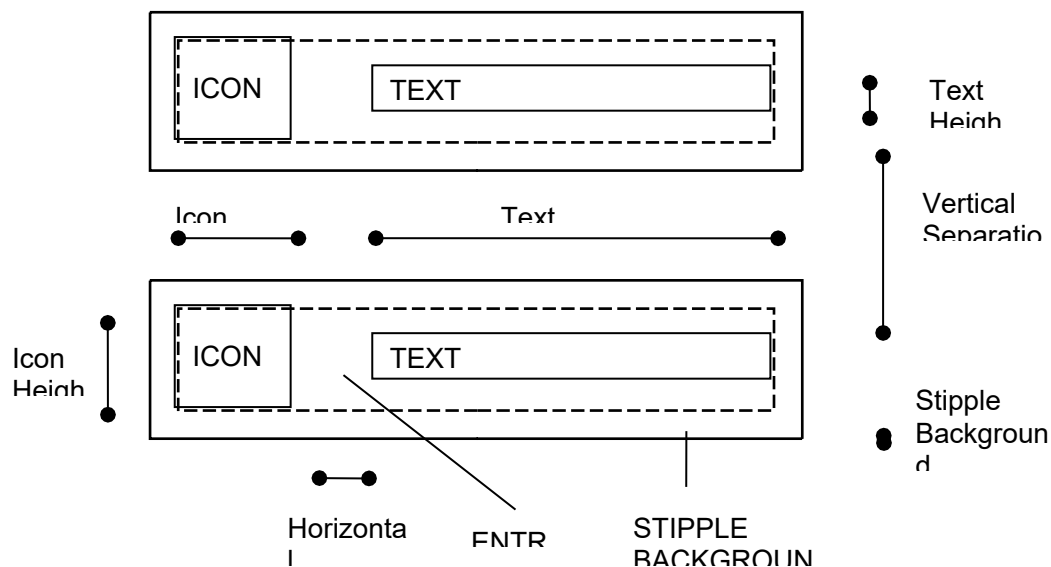 ICON
TEXT
Text
Heigh
Icon
Text
Vertical
Separatio
ICON
TEXT
Icon
Heigh
Stipple
Backgroun
d
Horizonta
l
ENTR
STIPPLE
BACKGROUN